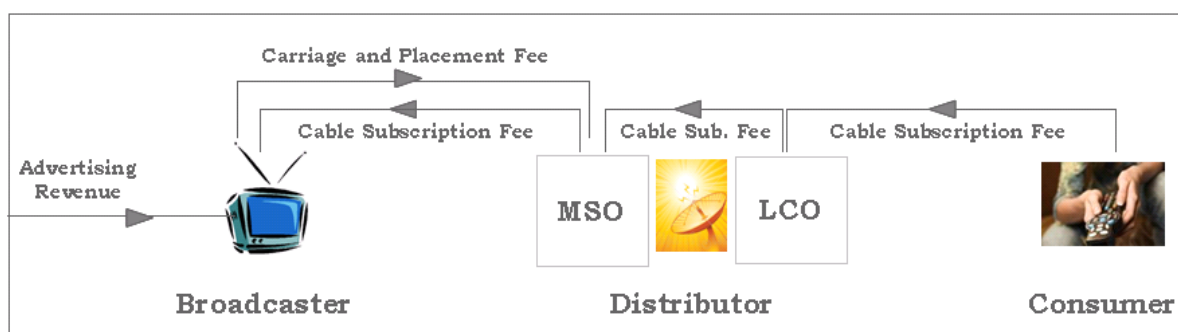 Carriage and Placement Fee
Cable Subscription Fee
Cable Sub. Fee
Cable Subscription Fee
Advertising
Revenue
MSO
LCO
Broadcaster
Distributor
Consumer